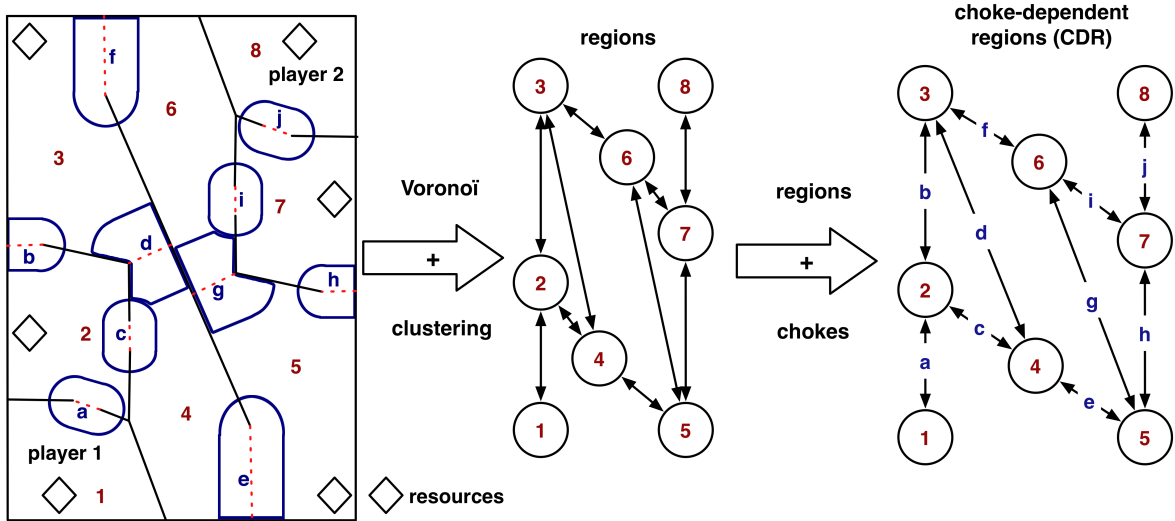 f
8
player 2
6
j
3
i
7
b
d
g
h
2
c
5
a
4
player 1
e
1
resources
Voronoï
+
clustering
regions
3
8
6
7
2
4
1
5
regions
+
chokes
choke-dependent
regions (CDR)
3
8
f
6
j
b
i
d
7
2
g
c
h
a
4
e
1
5